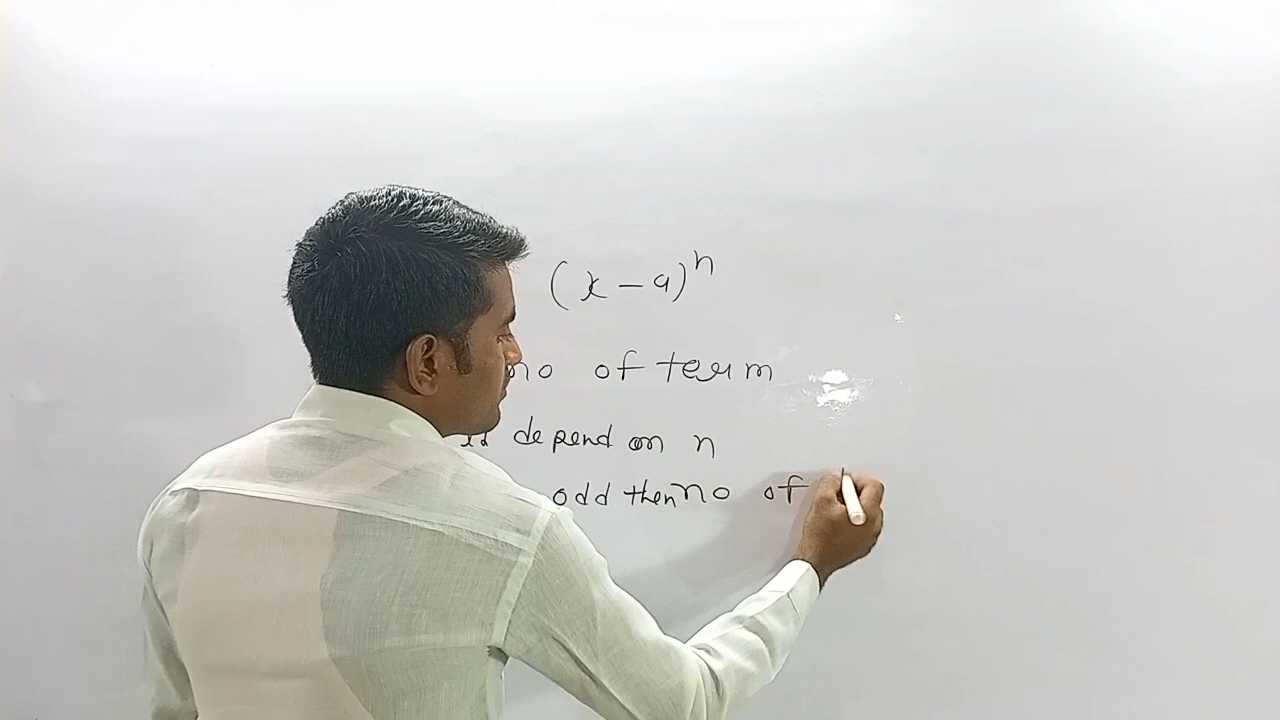 (x - a)^n
no of term
depend on n
odd then no of